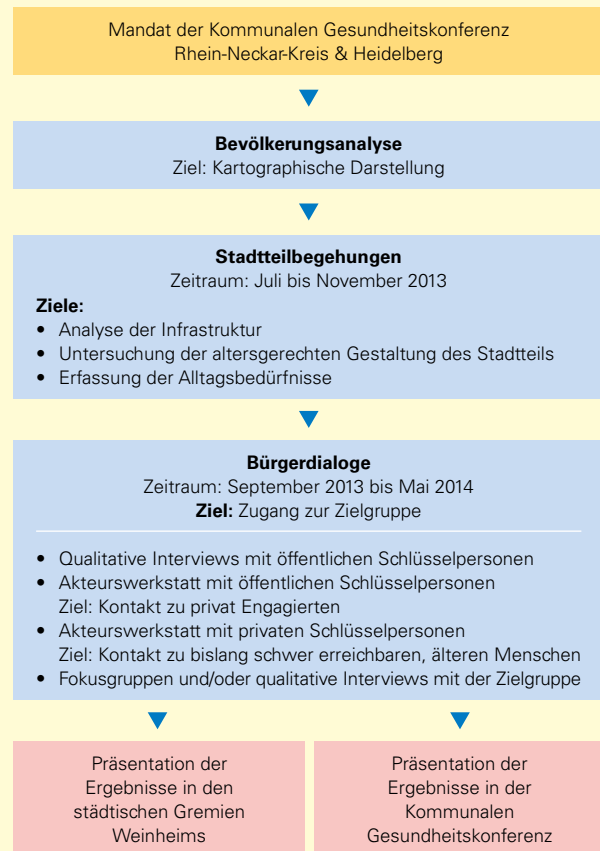 Mandat der Kommunalen Gesundheitskonferenz
Rhein-Neckar-Kreis & Heidelberg
Bevölkerungsanalyse
Ziel: Kartographische Darstellung
Stadtteilbegehungen
Zeitraum: Juli bis November 2013
Ziele:
• Analyse der Infrastruktur
• Untersuchung der altersgerechten Gestaltung des Stadtteils
• Erfassung der Alltagsbedürfnisse
Bürgerdialoge
Zeitraum: September 2013 bis Mai 2014
Ziel: Zugang zur Zielgruppe
• Qualitative Interviews mit öffentlichen Schlüsselpersonen
• Akteurswerkstatt mit öffentlichen Schlüsselpersonen
Ziel: Kontakt zu privat Engagierten
• Akteurswerkstatt mit privaten Schlüsselpersonen
Ziel: Kontakt zu bislang schwer erreichbaren, älteren Menschen
• Fokusgruppen und/oder qualitative Interviews mit der Zielgruppe
Präsentation der
Ergebnisse in den
städtischen Gremien
Weinheims
Präsentation der
Ergebnisse in der
Kommunalen
Gesundheitskonferenz